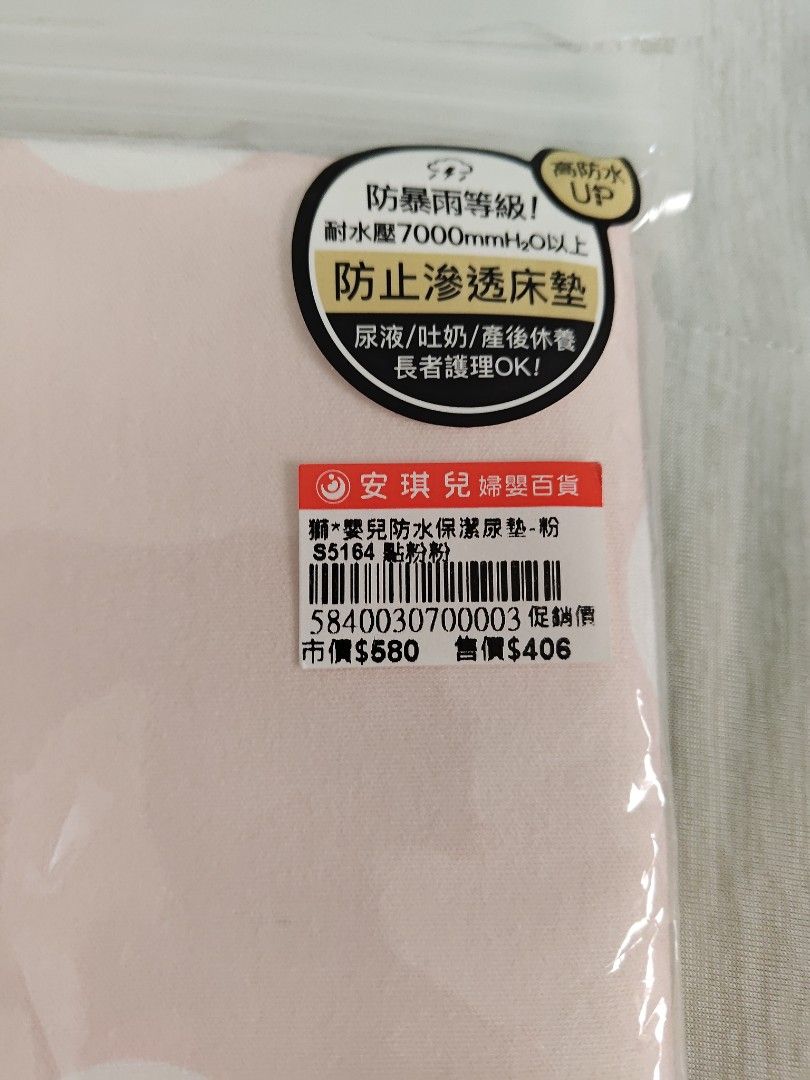 高防水
UP
防暴雨等級!
耐水壓7000mmH₂O以上
防止滲透床墊
尿液/吐奶/產後休養
長者護理OK!
安琪兒婦嬰百貨
獅*嬰兒防水保潔尿墊-粉
S5164 點粉粉
5840030700003 促銷價
市價$580 售價$406